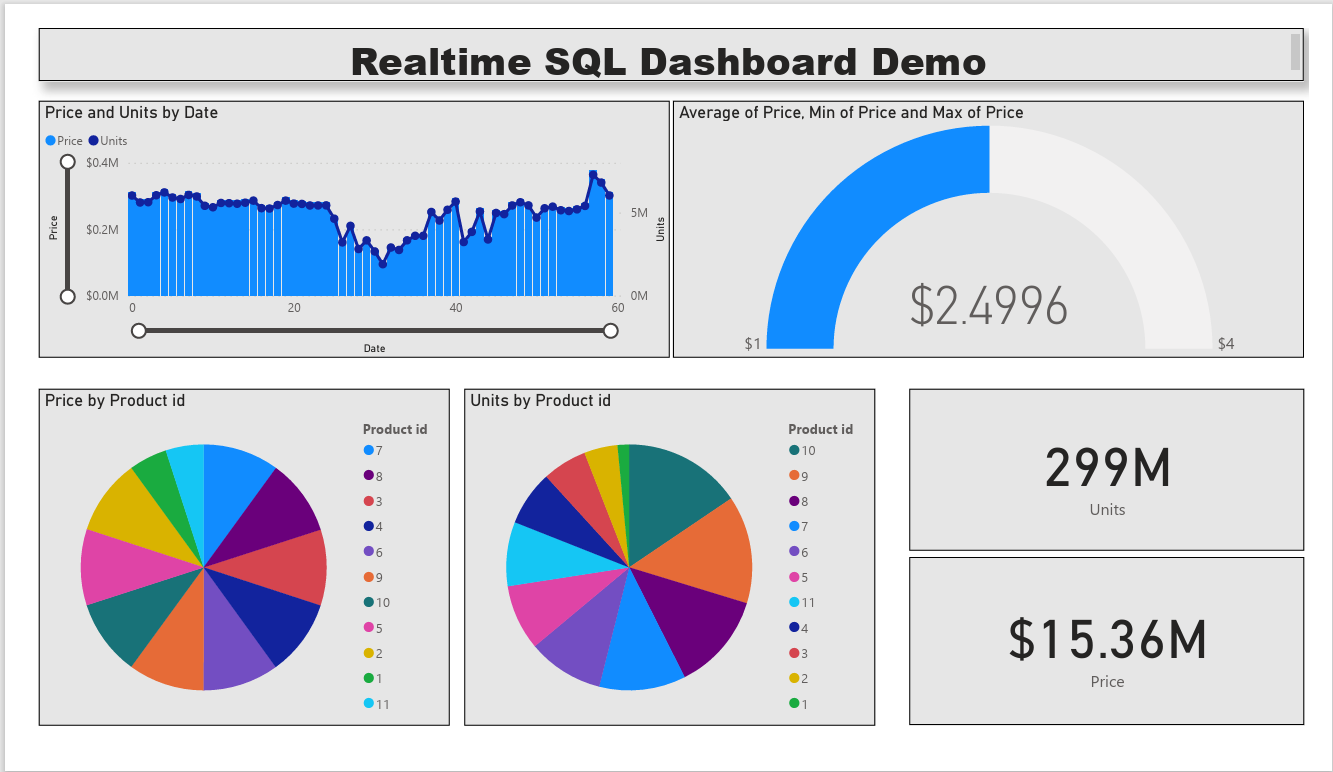 Realtime SQL Dashboard Demo
Price and Units by Date
Price Units
$0.4M
$0.2M
$0.0M
Price
5M
0M
Units
0 20 40 60
Date
Average of Price, Min of Price and Max of Price
$2.4996
$1 $4
Price by Product id
Product id
7
8
3
4
6
9
10
5
2
1
11
Units by Product id
Product id
10
9
8
7
6
5
11
4
3
2
1
299M
Units
$15.36M
Price